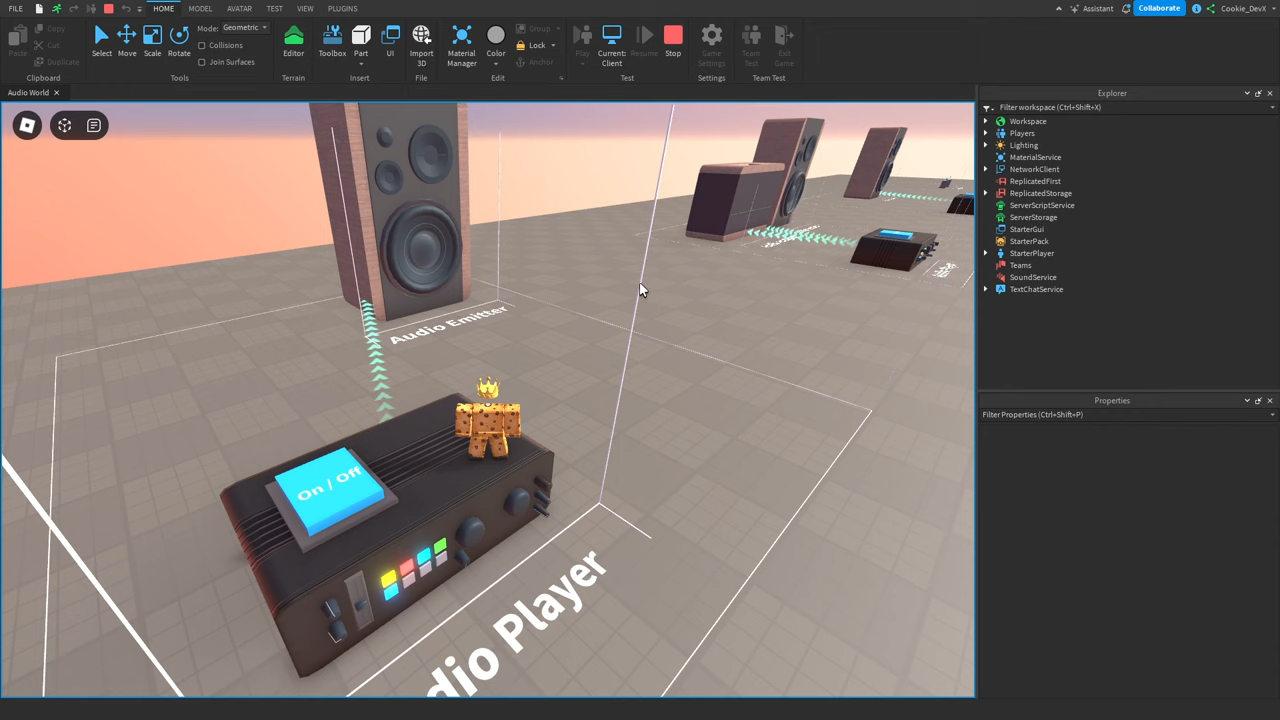 FILE HOME MODEL AVATAR TEST VIEW PLUGINS Assistant Collaborate Cookie_DevX
Paste
Copy
Cut
Duplicate
Clipboard
Select Move Scale Rotate
Mode: Geometric
Collisions
Join Surfaces
Tools
Editor
Terrain
Toolbox Part UI
Insert
Import
3D
File
Material
Manager
Color
Group
Lock
Anchor
Edit
Play
Current:
Client
Resume
Stop
Test
Game
Settings
Settings
Team
Test
Exit
Game
Team Test
Audio World
Audio Emitter
On / Off
dio Player
Explorer
Filter workspace (Ctrl+Shift+X)
Workspace
Players
Lighting
MaterialService
NetworkClient
ReplicatedFirst
ReplicatedStorage
ServerScriptService
ServerStorage
StarterGui
StarterPack
StarterPlayer
Teams
SoundService
TextChatService
Properties
Filter Properties (Ctrl+Shift+P)